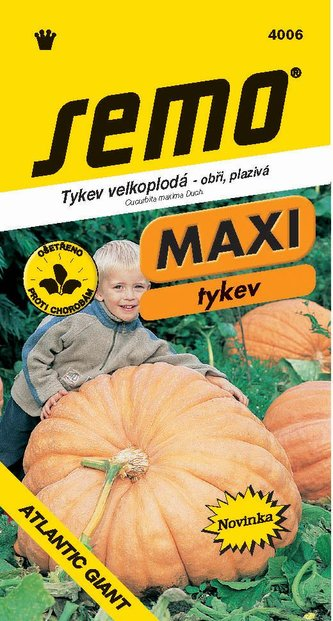 4006
semo®
Tykev velkoplodá - obří, plazivá
Cucurbita maxima Duch.
MAXI
tykev
OŠETŘENO
PROTI CHOROBÁM
Novinka
ATLANTIC GIANT